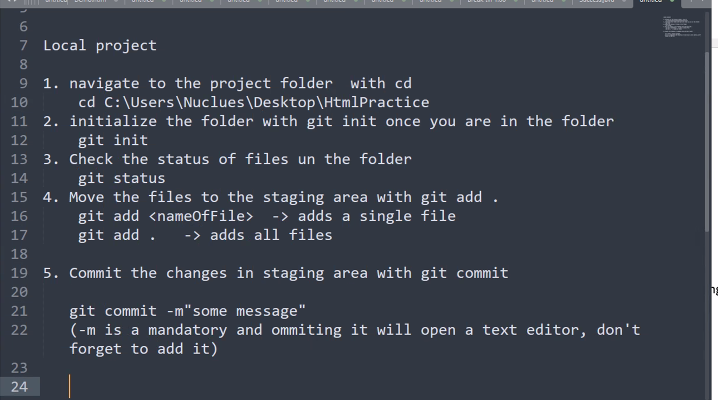 6
7 Local project
8
9 1. navigate to the project folder  with cd
10     cd C:\Users\Nuclues\Desktop\HtmlPractice
11 2. initialize the folder with git init once you are in the folder
12     git init
13 3. Check the status of files un the folder
14     git status
15 4. Move the files to the staging area with git add .
16     git add <nameOfFile>  -> adds a single file
17     git add .   -> adds all files
18
19 5. Commit the changes in staging area with git commit
20
21    git commit -m"some message"
22    (-m is a mandatory and ommiting it will open a text editor, don't
   forget to add it)
23
24